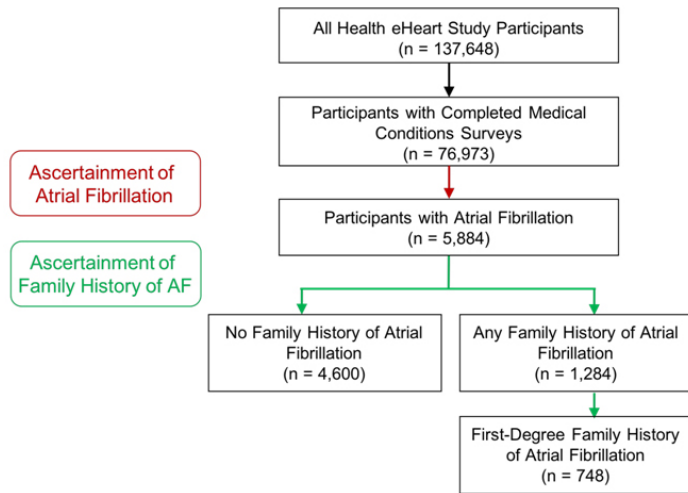 All Health eHeart Study Participants
(n = 137,648)
Participants with Completed Medical
Conditions Surveys
(n = 76,973)
Ascertainment of
Atrial Fibrillation
Participants with Atrial Fibrillation
(n = 5,884)
Ascertainment of
Family History of AF
No Family History of Atrial
Fibrillation
(n = 4,600)
Any Family History of Atrial
Fibrillation
(n = 1,284)
First-Degree Family History
of Atrial Fibrillation
(n = 748)